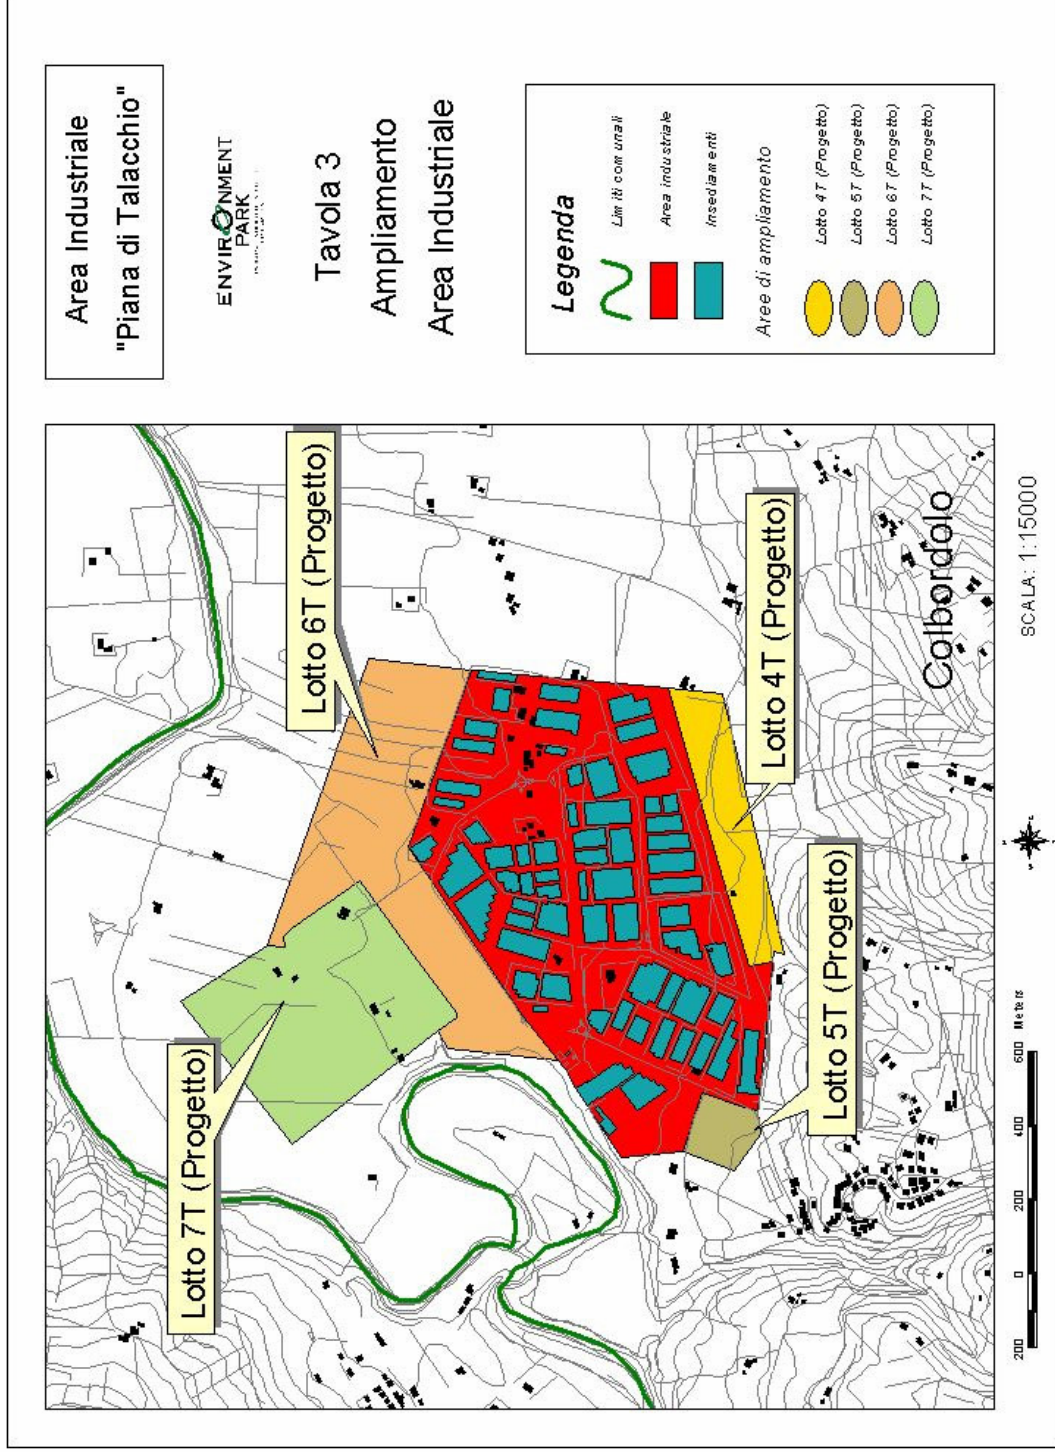 Area Industriale
"Piana di Talacchio"
ENVIRONMENT
PARK
Tavola 3
Ampliamento
Area Industriale
Legenda
Limiti comunali
Area industriale
Insediamenti
Aree di ampliamento
Lotto 4T (Progetto)
Lotto 5T (Progetto)
Lotto 6T (Progetto)
Lotto 7T (Progetto)
Lotto 7T (Progetto)
Lotto 6T (Progetto)
Lotto 4T (Progetto)
Lotto 5T (Progetto)
Colbordolo
200 0 200 400 600 Meters
SCALA: 1:15000